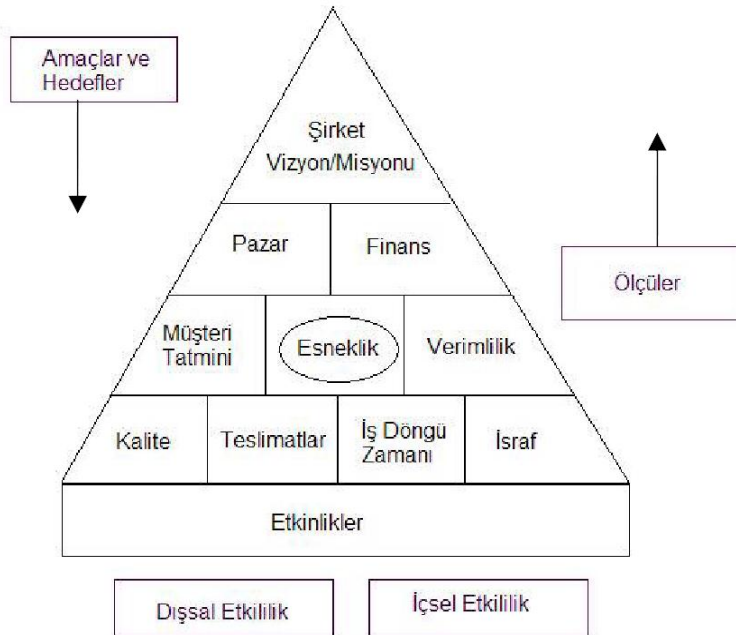 Amaçlar ve
Hedefler
Şirket
Vizyon/Misyonu
Pazar
Finans
Ölçüler
Müşteri
Tatmini
Esneklik
Verimlilik
Kalite
Teslimatlar
İş Döngü
Zamanı
İsraf
Etkinlikler
Dışsal Etkililik
İçsel Etkililik